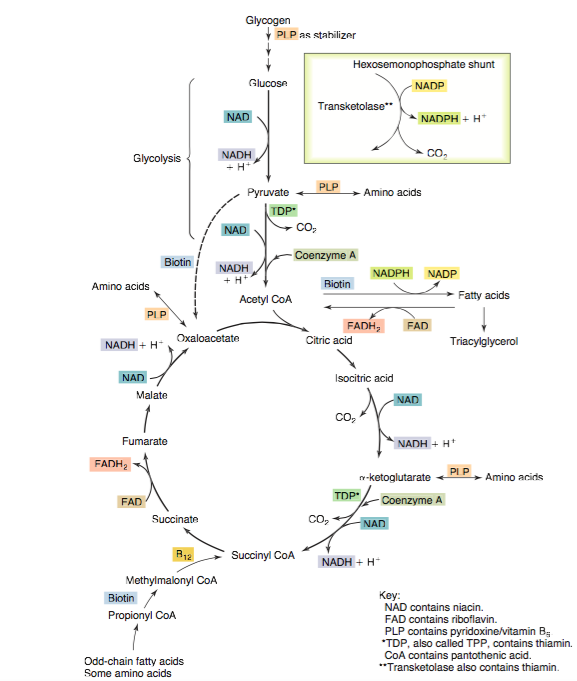 Glycogen
PLP as stabilizer
Hexosemonophosphate shunt
Glucose
NADP
Transketolase**
NAD
NADPH + H+
Glycolysis
NADH
+ H+
CO2
Pyruvate
PLP
Amino acids
TDP*
NAD
CO2
Coenzyme A
Biotin
NADH
+ H+
Biotin
NADPH
NADP
Amino acids
Acetyl CoA
Fatty acids
PLP
FADH2
FAD
Oxaloacetate
Citric acid
Triacylglycerol
NADH + H+
NAD
Isocitric acid
Malate
NAD
CO2
Fumarate
NADH + H+
FADH2
α-ketoglutarate
PLP
Amino acids
TDP*
Coenzyme A
FAD
Succinate
CO2
NAD
B12
Succinyl CoA
NADH + H+
Methylmalonyl CoA
Biotin
Propionyl CoA
Odd-chain fatty acids
Some amino acids
Key:
NAD contains niacin.
FAD contains riboflavin.
PLP contains pyridoxine/vitamin B6
*TDP, also called TPP, contains thiamin.
CoA contains pantothenic acid.
**Transketolase also contains thiamin.